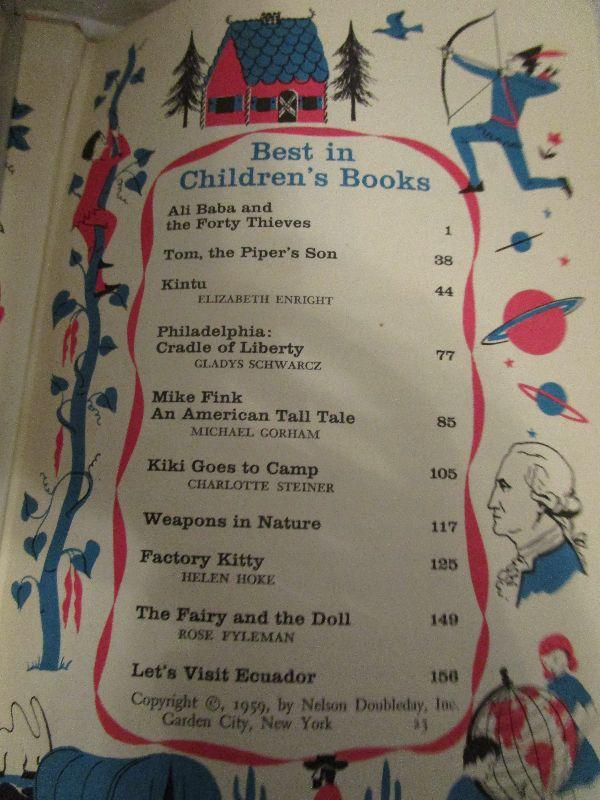 Best in
Children's Books
Ali Baba and
the Forty Thieves 1
Tom, the Piper's Son 38
Kintu 44
ELIZABETH ENRIGHT
Philadelphia:
Cradle of Liberty 77
GLADYS SCHWARCZ
Mike Fink
An American Tall Tale 85
MICHAEL GORHAM
Kiki Goes to Camp 105
CHARLOTTE STEINER
Weapons in Nature 117
Factory Kitty 125
HELEN HOKE
The Fairy and the Doll 149
ROSE FYLEMAN
Let's Visit Ecuador 156
Copyright ©, 1959, by Nelson Doubleday, Inc.
Garden City, New York